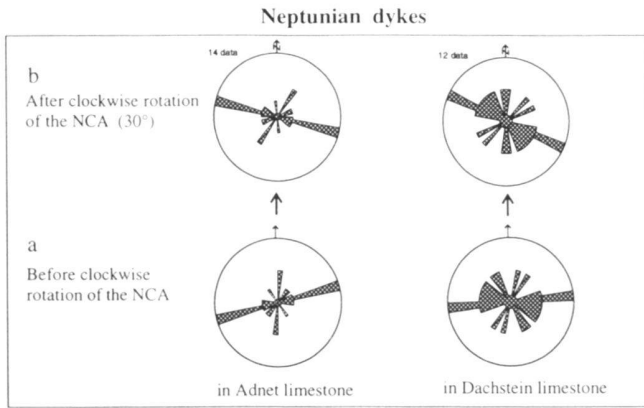 Neptunian dykes
14 data
12 data
b
After clockwise rotation
of the NCA (30°)
a
Before clockwise
rotation of the NCA
in Adnet limestone
in Dachstein limestone